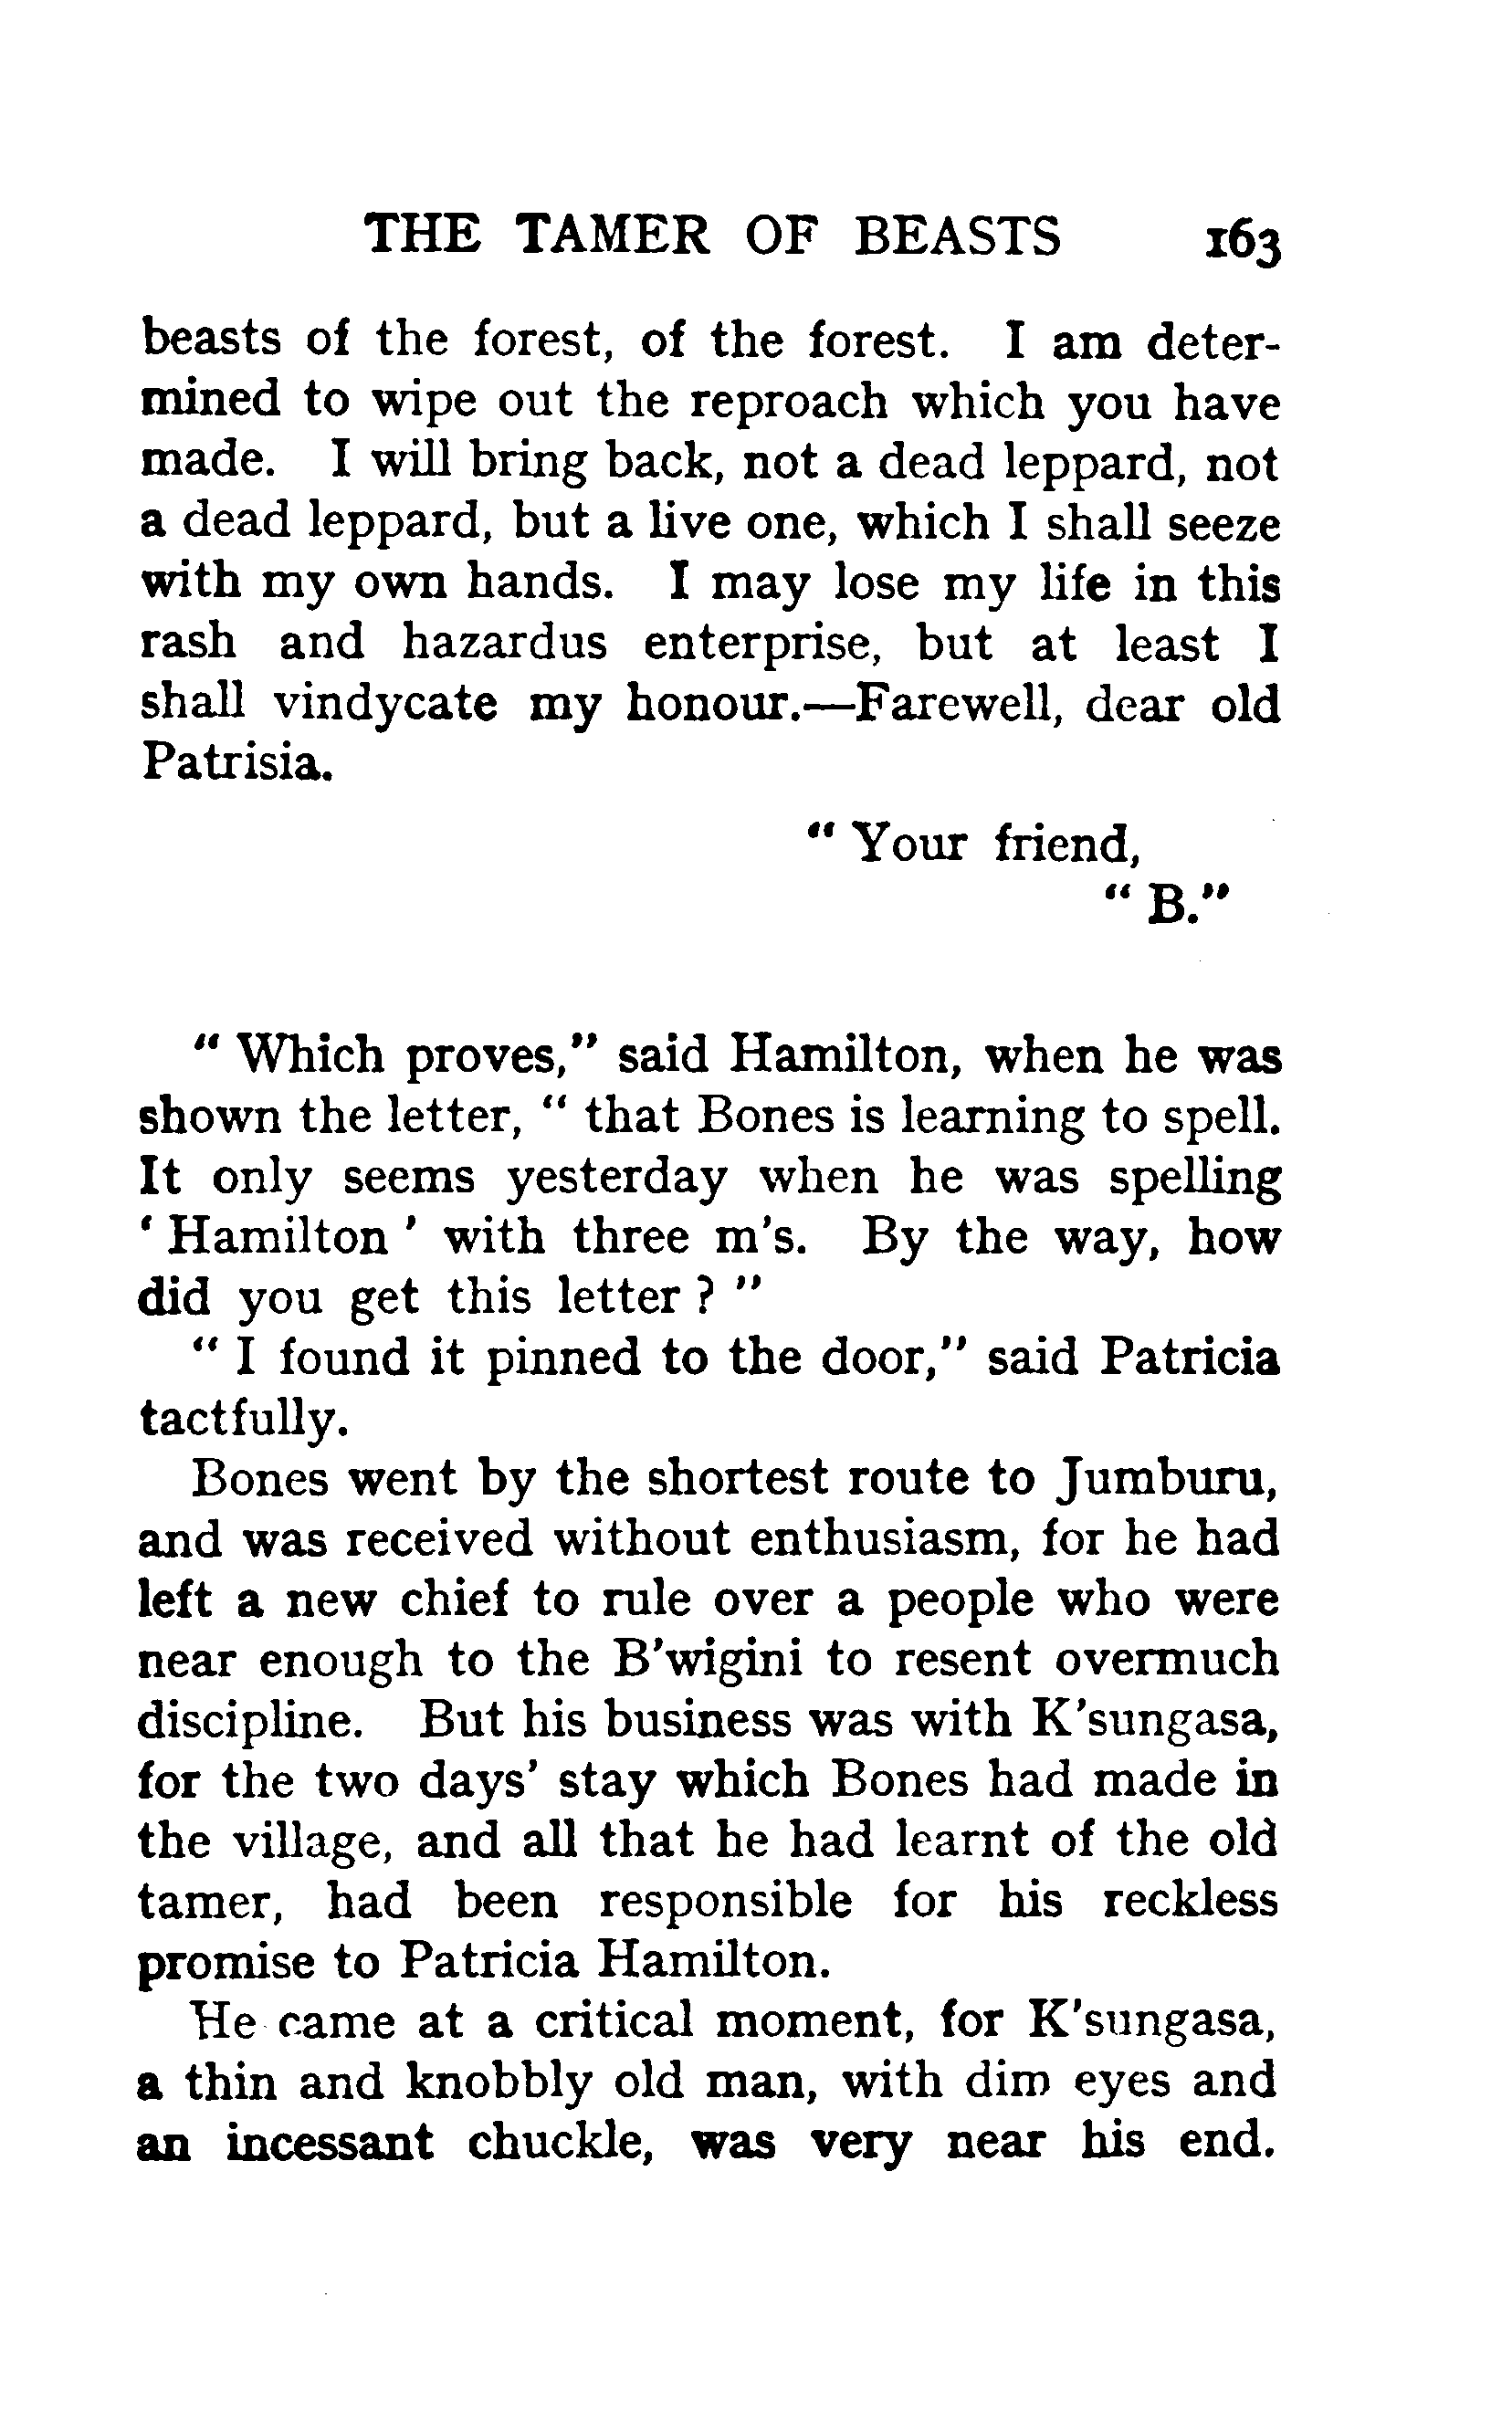 THE TAMER OF BEASTS 163
beasts of the forest, of the forest. I am deter-
mined to wipe out the reproach which you have
made. I will bring back, not a dead leppard, not
a dead leppard, but a live one, which I shall seeze
with my own hands. I may lose my life in this
rash and hazardus enterprise, but at least I
shall vindycate my honour.—Farewell, dear old
Patrisia.
" Your friend,
" B."
" Which proves," said Hamilton, when he was
shown the letter, " that Bones is learning to spell.
It only seems yesterday when he was spelling
' Hamilton ' with three m's. By the way, how
did you get this letter ? "
" I found it pinned to the door," said Patricia
tactfully.
Bones went by the shortest route to Jumburu,
and was received without enthusiasm, for he had
left a new chief to rule over a people who were
near enough to the B'wigini to resent overmuch
discipline. But his business was with K'sungasa,
for the two days' stay which Bones had made in
the village, and all that he had learnt of the old
tamer, had been responsible for his reckless
promise to Patricia Hamilton.
He came at a critical moment, for K'sungasa,
a thin and knobbly old man, with dim eyes and
an incessant chuckle, was very near his end.